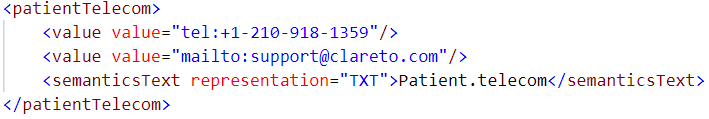 <patientTelecom>
    <value value="tel:+1-210-918-1359"/>
    <value value="mailto:support@clareto.com"/>
    <semanticsText representation="TXT">Patient.telecom</semanticsText>
</patientTelecom>